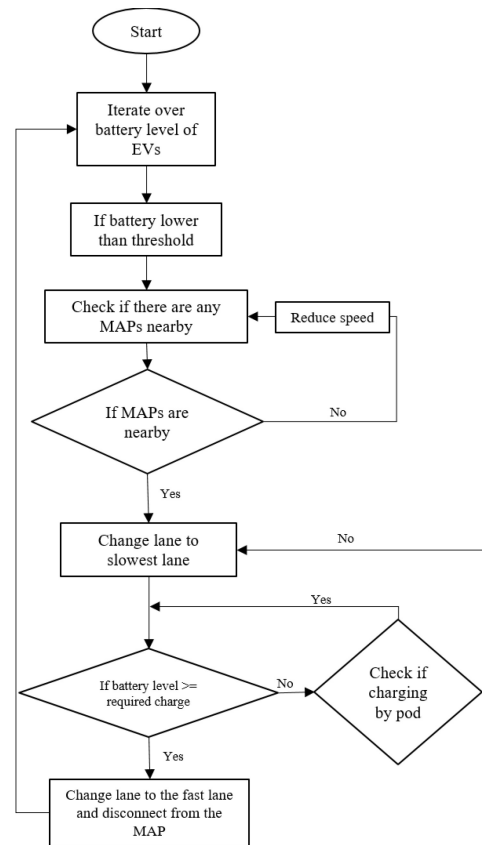 Start
Iterate over
battery level of
EVs
If battery lower
than threshold
Check if there are any
MAPs nearby
Reduce speed
If MAPs are
nearby
No
Yes
Change lane to
slowest lane
No
Yes
If battery level >=
required charge
No
Check if
charging
by pod
Yes
Change lane to the fast lane
and disconnect from the
MAP